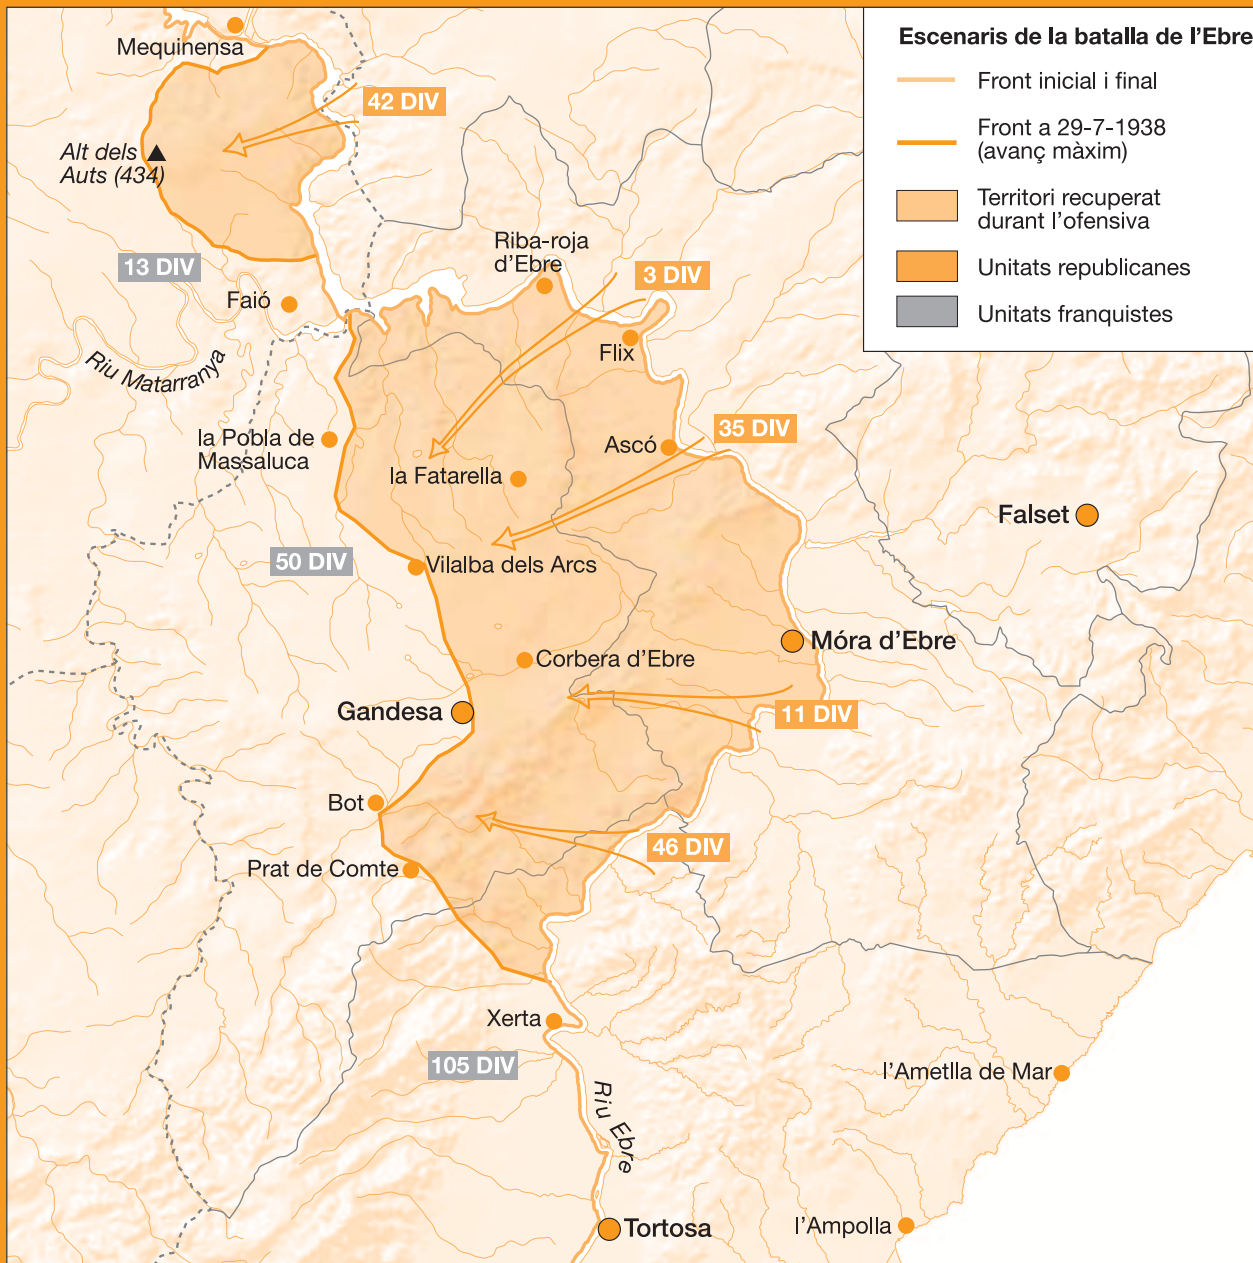 Escenaris de la batalla de l’Ebre
Front inicial i final
Front a 29-7-1938
(avanç màxim)
Territori recuperat
durant l’ofensiva
Unitats republicanes
Unitats franquistes
Mequinensa
42 DIV
Alt dels
Auts (434)
13 DIV
Riba-roja
d’Ebre
3 DIV
Faió
Flix
Riu Matarranya
la Pobla de
Massaluca
35 DIV
Ascó
la Fatarella
Falset
50 DIV
Vilalba dels Arcs
Móra d’Ebre
Corbera d’Ebre
Gandesa
11 DIV
Bot
46 DIV
Prat de Comte
Xerta
105 DIV
l’Ametlla de Mar
Riu Ebre
Tortosa
l’Ampolla